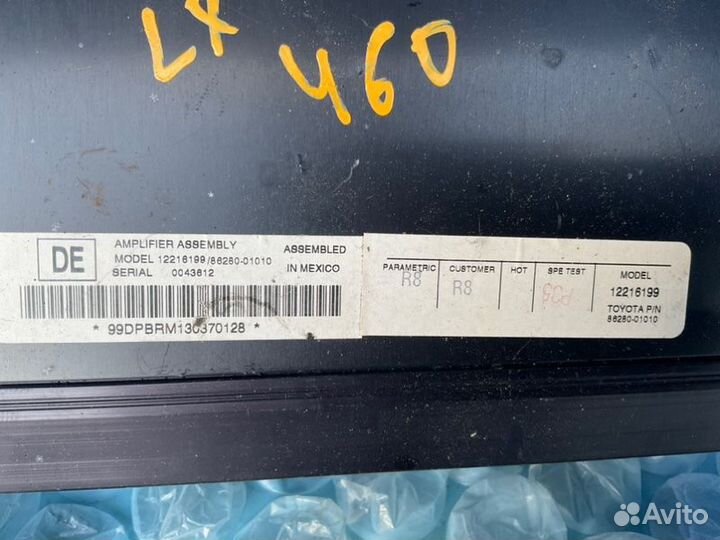 LX
460
DE
AMPLIFIER ASSEMBLY
MODEL 12216199/86280-01010
SERIAL 0043612
ASSEMBLED
IN MEXICO
* 99DPBRM130370128 *
PARAMETRIC
R8
CUSTOMER
R8
HOT
SPE TEST
MODEL
12216199
TOYOTA P/N
86280-01010
Avito